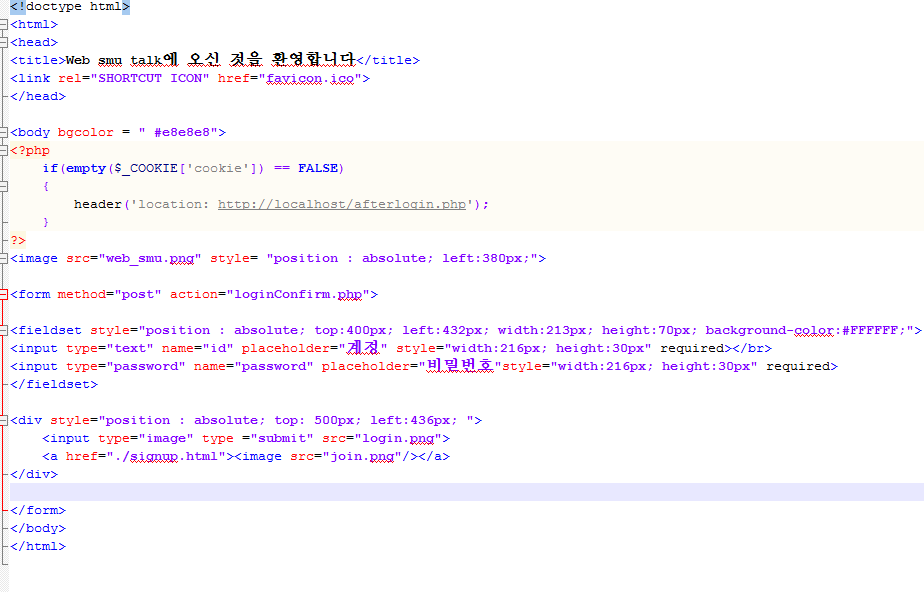 <!doctype html>
<html>
<head>
<title>Web smu talk에 오신 것을 환영합니다</title>
<link rel="SHORTCUT ICON" href="favicon.ico">
</head>
<body bgcolor = " #e8e8e8">
<?php
if(empty($_COOKIE['cookie']) == FALSE)
{
header('location: http://localhost/afterlogin.php');
}
?>
<image src="web_smu.png" style= "position : absolute; left:380px;">
<form method="post" action="loginConfirm.php">
<fieldset style="position : absolute; top:400px; left:432px; width:213px; height:70px; background-color:#FFFFFF;">
<input type="text" name="id" placeholder="계정" style="width:216px; height:30px" required></br>
<input type="password" name="password" placeholder="비밀번호"style="width:216px; height:30px" required>
</fieldset>
<div style="position : absolute; top: 500px; left:436px; ">
<input type="image" type ="submit" src="login.png">
<a href="./signup.html"><image src="join.png"/></a>
</div>
</form>
</body>
</html>